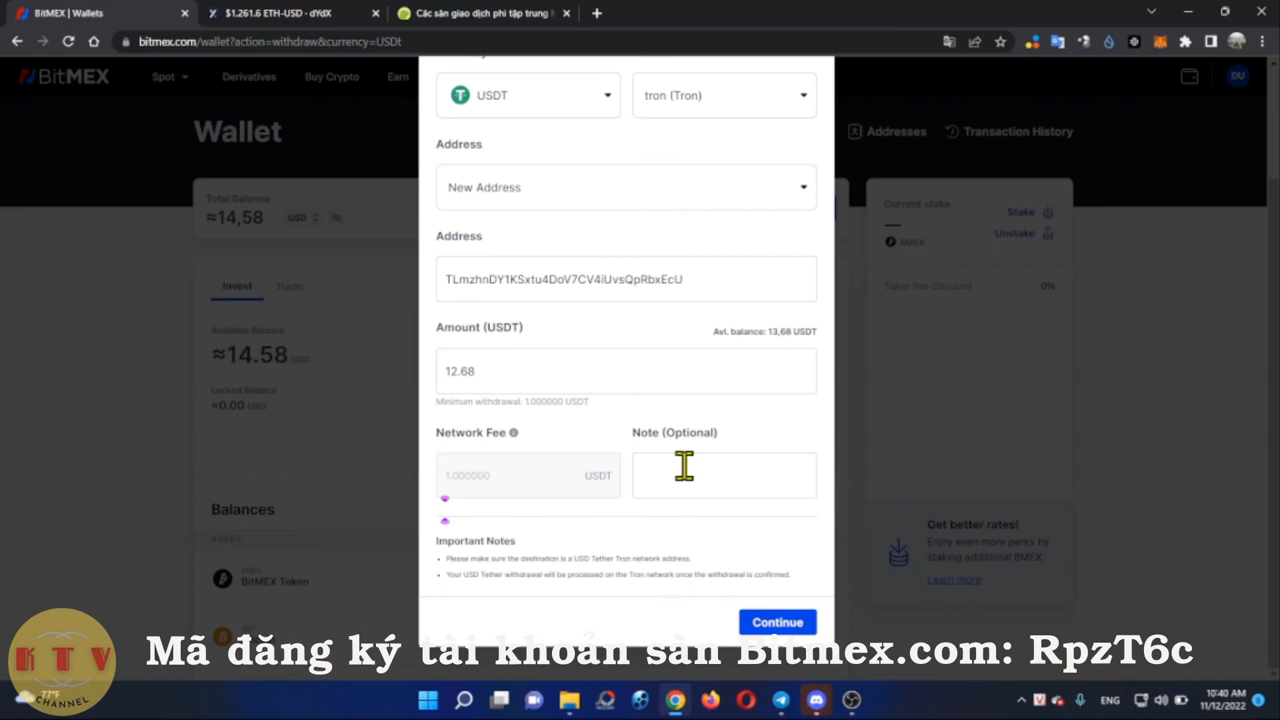 BitMEX | Wallets
$1,261.6 ETH-USD · dYdX
Các sàn giao dịch phi tập trung
bitmex.com/wallet?action=withdraw&currency=USDt
BitMEX
Spot
Derivatives
Buy Crypto
Earn
DU
Wallet
Addresses
Transaction History
USDT
tron (Tron)
Address
New Address
Address
TLmzhnDY1KSxtu4DoV7CV4iUvsQpRbxEcU
Amount (USDT)
Avl. balance: 13,68 USDT
12.68
Minimum withdrawal: 1.000000 USDT
Network Fee
Note (Optional)
1.000000
USDT
Important Notes
• Please make sure the destination is a USD Tether Tron network address.
• Your USD Tether withdrawal will be processed on the Tron network once the withdrawal is confirmed.
Continue
Total Balance
≈14,58
USD
Invest
Trade
Available Balance
≈14.58 USD
Locked Balance
≈0.00 USD
Balances
ASSET
BMEX
BitMEX Token
Current stake
Stake
BMEX
Unstake
Taker fee discount
0%
Get better rates!
Enjoy even more perks by
staking additional BMEX.
Learn more
Mã đăng ký tài khoản sàn Bitmex.com: RpzT6c
KTV
CHANNEL
77°F
ENG
10:40 AM
11/12/2022